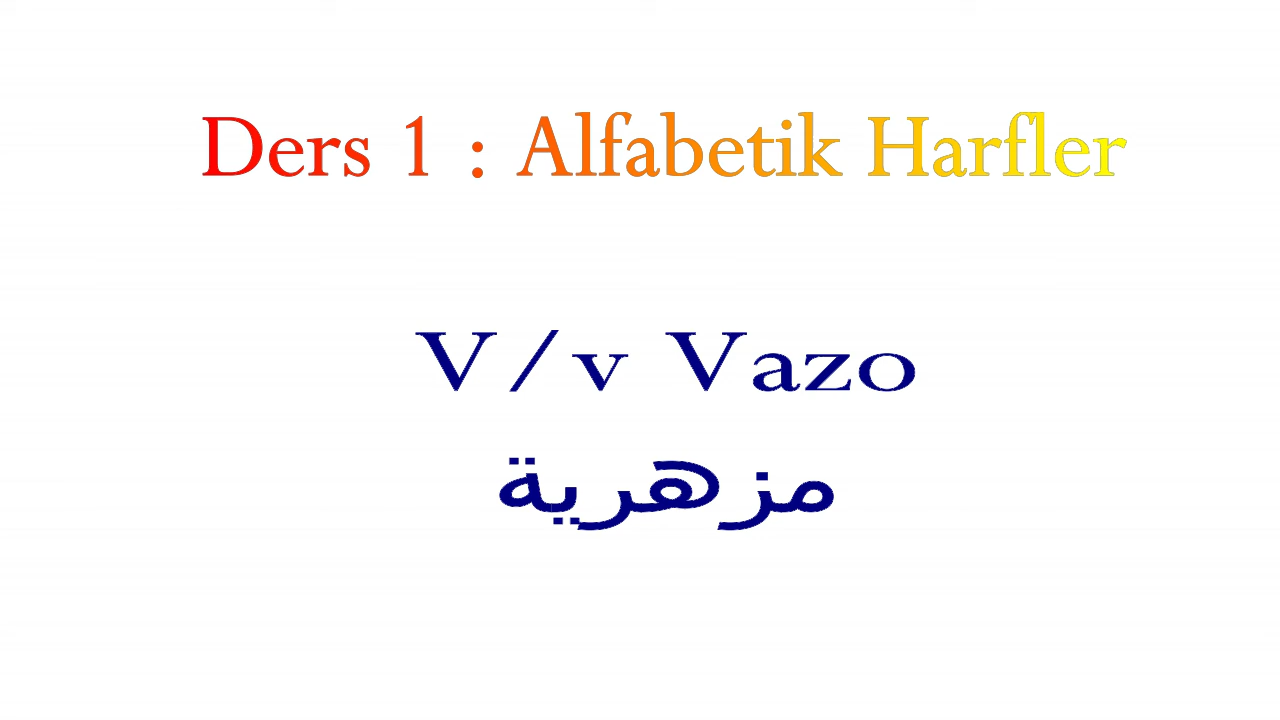 Ders 1 : Alfabetik Harfler
V/v Vazo
مزهرية